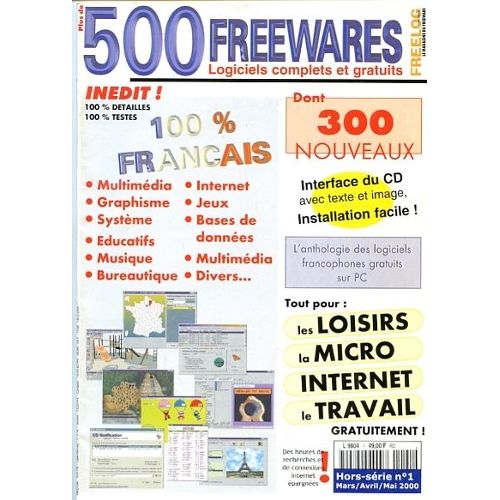 Plus de
500 FREEWARES
Logiciels complets et gratuits
FREELOG
INEDIT !
100 % DETAILLES
100 % TESTES
100 %
FRANCAIS
• Multimédia
• Graphisme
• Système
• Educatifs
• Musique
• Bureautique
• Internet
• Jeux
• Bases de
données
• Multimédia
• Divers...
Dont
300
NOUVEAUX
Interface du CD
avec texte et image,
Installation facile !
L'anthologie des logiciels
francophones gratuits
sur PC
Tout pour :
les LOISIRS
la MICRO
INTERNET
le TRAVAIL
GRATUITEMENT !
Des heures de
recherches et
de connexion
internet
épargnées !
49,00 F
Hors-série n°1
Mars/Avril/Mai 2000